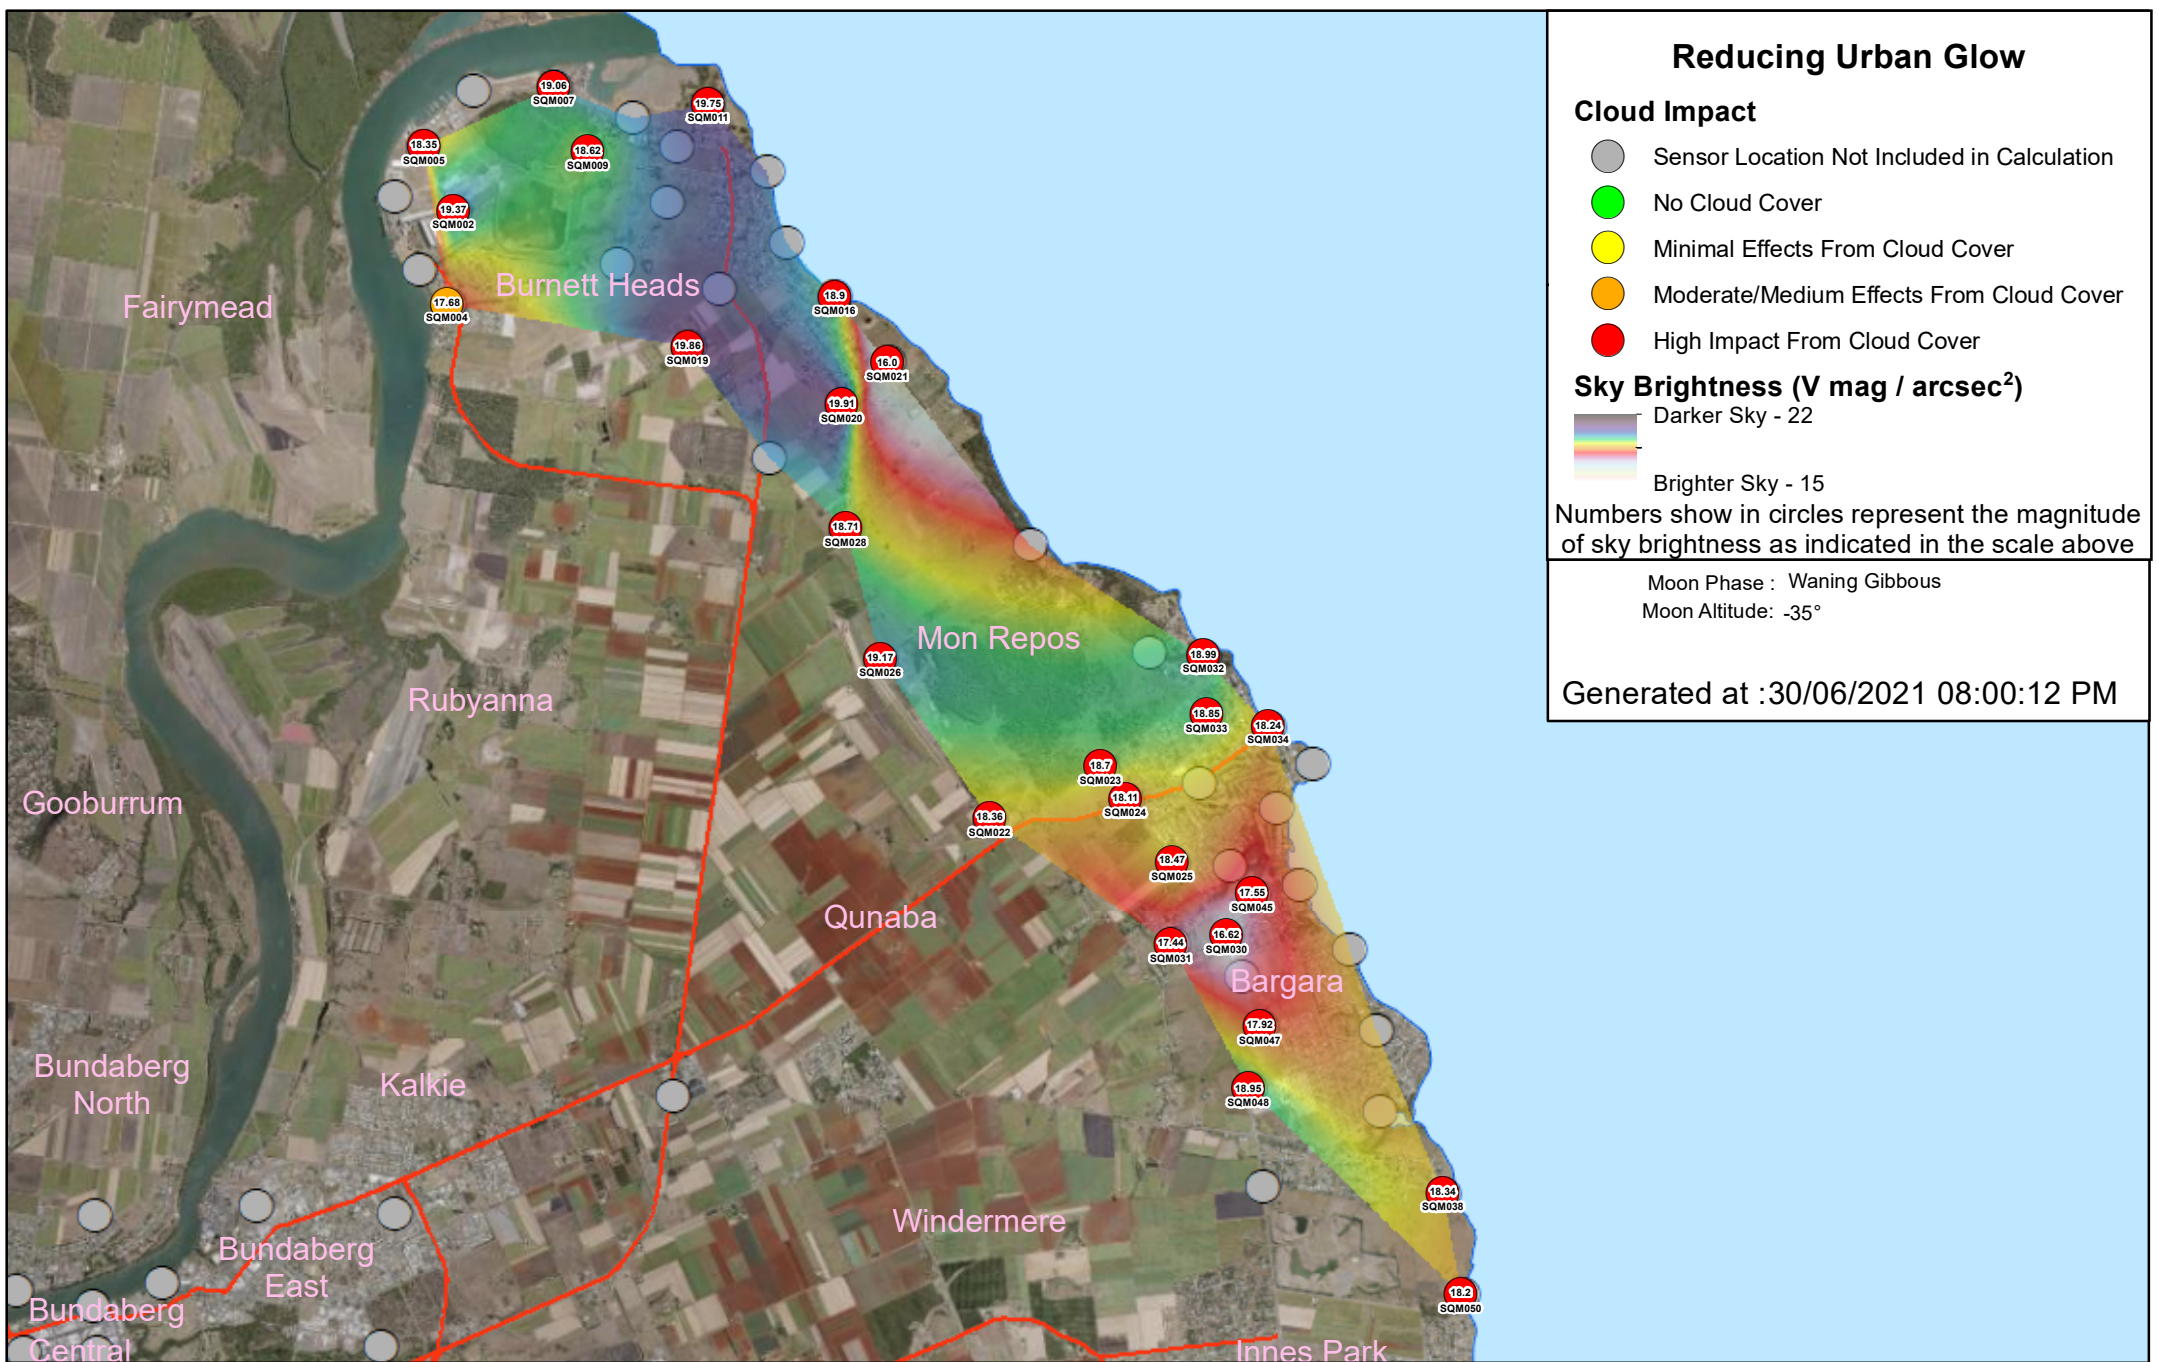 Reducing Urban Glow
Cloud Impact
Sensor Location Not Included in Calculation
No Cloud Cover
Minimal Effects From Cloud Cover
Moderate/Medium Effects From Cloud Cover
High Impact From Cloud Cover
Sky Brightness (V mag / arcsec²)
Darker Sky - 22
Brighter Sky - 15
Numbers show in circles represent the magnitude
of sky brightness as indicated in the scale above
Moon Phase : Waning Gibbous
Moon Altitude: -35°
Generated at :30/06/2021 08:00:12 PM
19.06
SQM007
19.75
SQM011
18.35
SQM005
18.62
SQM009
19.37
SQM002
17.68
SQM004
Burnett Heads
Fairymead
18.9
SQM016
19.86
SQM019
16.0
SQM021
19.91
SQM020
18.71
SQM028
Mon Repos
19.17
SQM026
18.99
SQM032
Rubyanna
18.85
SQM033
18.24
SQM034
18.7
SQM023
18.11
SQM024
Gooburrum
18.36
SQM022
18.47
SQM025
17.55
SQM045
Qunaba
16.62
SQM030
17.44
SQM031
Bargara
17.92
SQM047
Bundaberg
North
Kalkie
18.95
SQM048
18.34
SQM038
Windermere
Bundaberg
East
18.2
SQM050
Bundaberg
Central
Innes Park